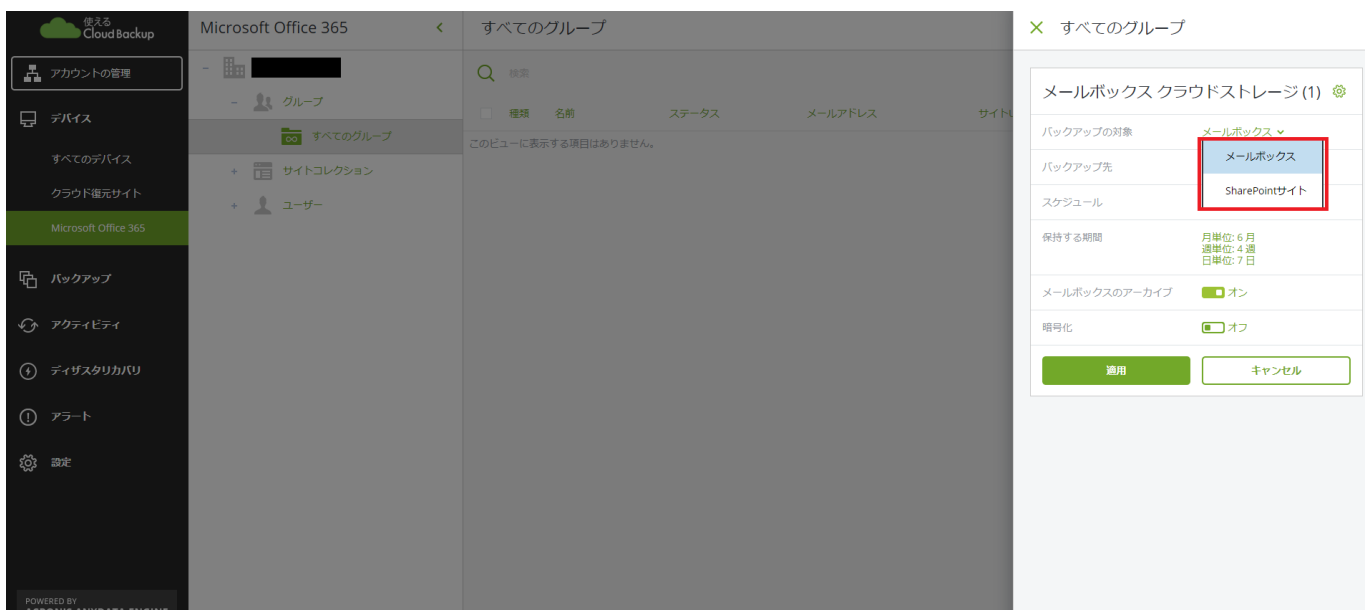 使える
Cloud Backup
アカウントの管理
デバイス
すべてのデバイス
クラウド復元サイト
Microsoft Office 365
バックアップ
アクティビティ
ディザスタリカバリ
アラート
設定
POWERED BY
ACRONIS ANYDATA ENGINE
Microsoft Office 365
グループ
すべてのグループ
サイトコレクション
ユーザー
すべてのグループ
検索
種類 名前 ステータス メールアドレス サイトU
このビューに表示する項目はありません。
すべてのグループ
メールボックス クラウドストレージ (1)
バックアップの対象 メールボックス
メールボックス
SharePointサイト
バックアップ先
スケジュール
保持する期間 月単位: 6 月
週単位: 4 週
日単位: 7 日
メールボックスのアーカイブ オン
暗号化 オフ
適用 キャンセル